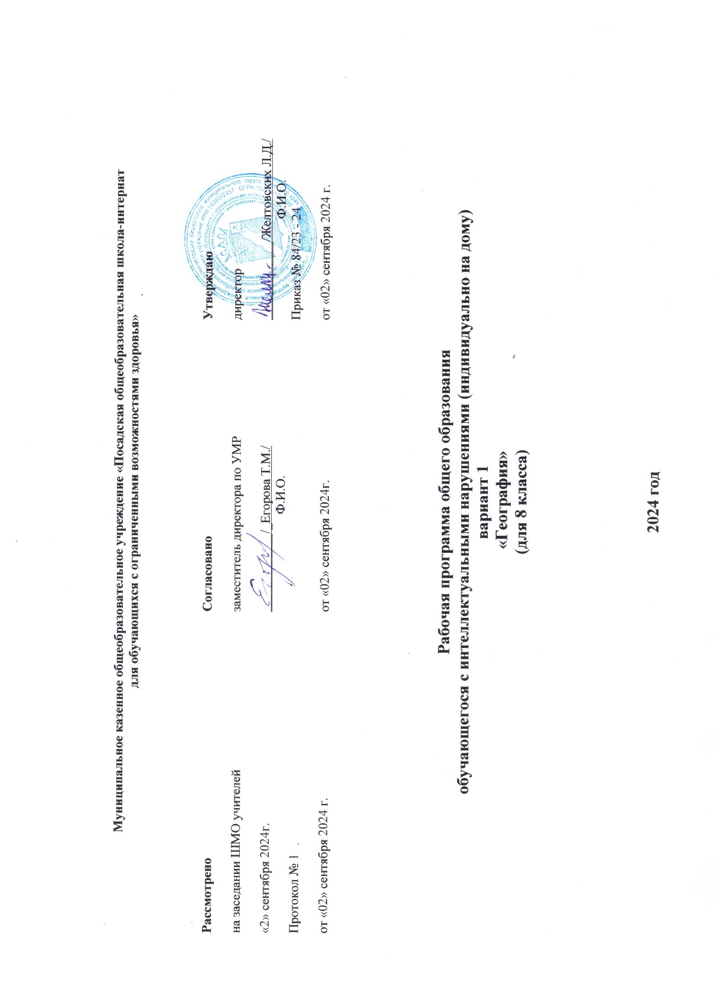 Муниципальное казенное общеобразовательное учреждение «Посадская общеобразовательная школа-интернат
для обучающихся с ограниченными возможностями здоровья»
Рассмотрено
на заседании ШМО учителей
«2» сентября 2024г.
Протокол № 1 .
от «02» сентября 2024 г.
Согласовано
заместитель директора по УМР
/ Егорова Т.М./
Ф.И.О.
от «02» сентября 2024г.
Утверждаю
директор
/Желтовских Л.Д./
Ф.И.О.
Приказ № 84/23 - 24
от «02» сентября 2024 г.
Рабочая программа общего образования
обучающегося с интеллектуальными нарушениями (индивидуально на дому)
вариант 1
«География»
(для 8 класса)
2024 год